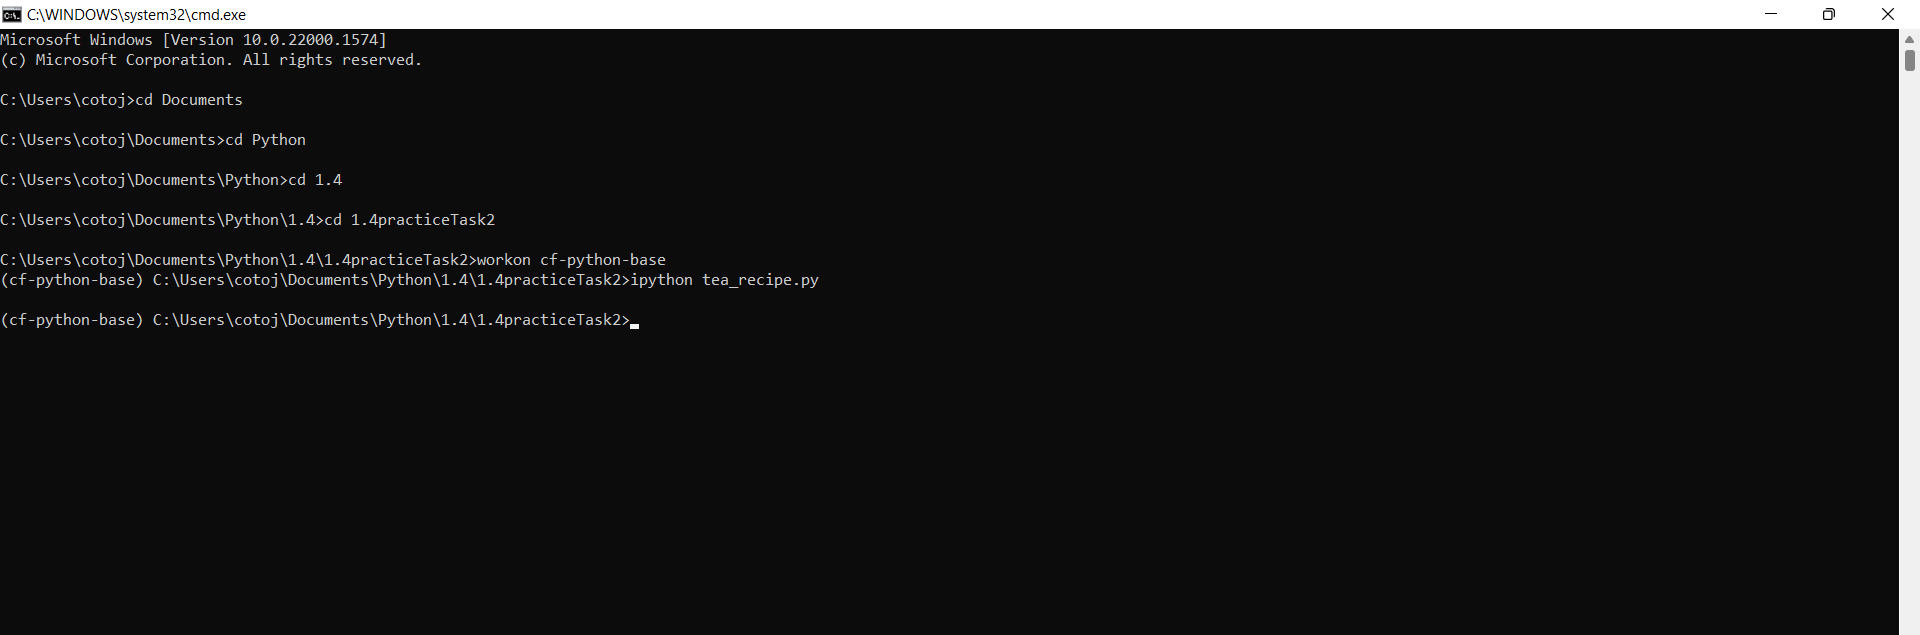 C:\WINDOWS\system32\cmd.exe
Microsoft Windows [Version 10.0.22000.1574]
(c) Microsoft Corporation. All rights reserved.
C:\Users\cotoj>cd Documents
C:\Users\cotoj\Documents>cd Python
C:\Users\cotoj\Documents\Python>cd 1.4
C:\Users\cotoj\Documents\Python\1.4>cd 1.4practiceTask2
C:\Users\cotoj\Documents\Python\1.4\1.4practiceTask2>workon cf-python-base
(cf-python-base) C:\Users\cotoj\Documents\Python\1.4\1.4practiceTask2>ipython tea_recipe.py
(cf-python-base) C:\Users\cotoj\Documents\Python\1.4\1.4practiceTask2>